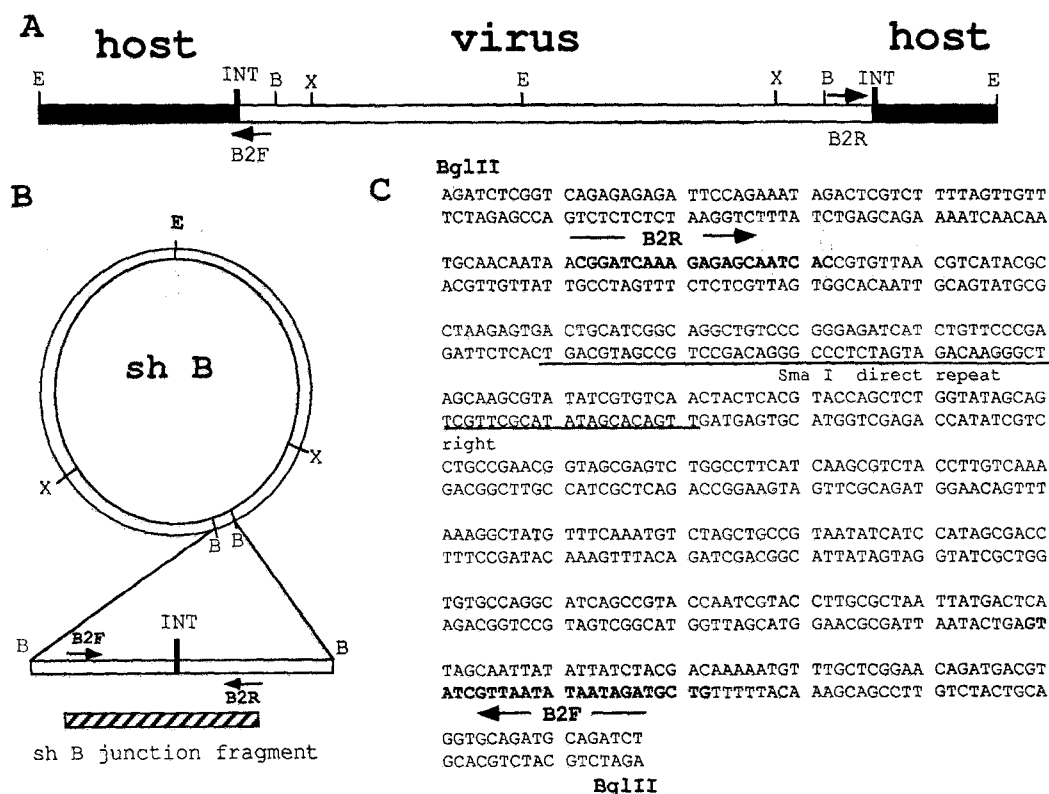 A
host virus host
E INT B X E X B INT E
B2F B2R
B
E
sh B
X X
B B
INT
B B2F B
B2R
sh B junction fragment
C
BglII
AGATCTCGGT CAGAGAGAGA TTCCAGAAAT AGACTCGTCT TTTAGTTGTT
TCTAGAGCCA GTCTCTCTCT AAGGTCTTTA TCTGAGCAGA AAATCAACAA
B2R
TGCAACAATA ACGGATCAAA GAGAGCAATC ACCGTGTTAA CGTCATACGC
ACGTTGTTAT TGCCTAGTTT CTCTCGTTAG TGGCACAATT GCAGTATGCG
CTAAGAGTGA CTGCATCGGC AGGCTGTCCC GGGAGATCAT CTGTTCCCGA
GATTCTCACT TGACGTAGCCG TCCGACAGGG CCCTCTAGTA GACAAGGGCT
Sma I direct repeat
AGCAAGCGTA TATCGTGTCA ACTACTCACG TACCAGCTCT GGTATAGCAG
TCGTTCGCAT ATAGCACAGT TGATGAGTGC ATGGTCGAGA CCATATCGTC
right
CTGCCGAACG GTAGCGAGTC TGGCCTTCAT CAAGCGTCTA CCTTGTCAAA
GACGGCTTGC CATCGCTCAG ACCGGAAGTA GTTCGCAGAT GGAACAGTTT
AAAGGCTATG TTTCAAATGT CTAGCTGCCG TAATATCATC CATAGCGACC
TTTCCGATAC AAAGTTTACA GATCGACGGC ATTATAGTAG GTATCGCTGG
TGTGCCAGGC ATCAGCCGTA CCAATCGTAC CTTGCGCTAA TTATGACTCA
AGACGGTCCG TAGTCGGCAT GGTTAGCATG GAACGCGATT AATACTGAGT
TAGCAATTAT ATTATCTACG ACAAAAATGT TTGCTCGGAA CAGATGACGT
ATCGTTAATA TAATAGATGC TGTTTTTACA AAGCAGCCTT GTCTACTGCA
B2F
GGTGCAGATG CAGATCT
GCACGTCTAC GTCTAGA
BglII